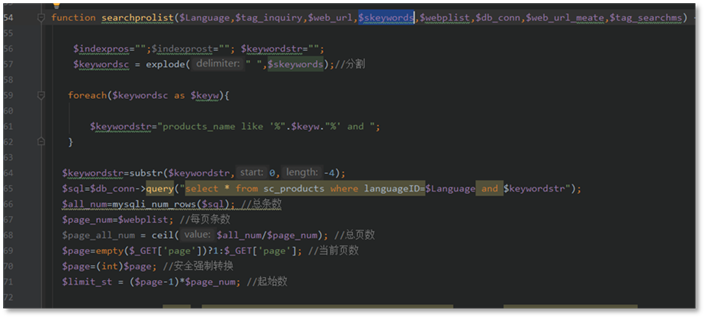 54 function searchprolist($Language,$tag_inquiry,$web_url,$skeywords,$webplist,$db_conn,$web_url_meate,$tag_searchms)
56 $indexpros="";$indexprost=""; $keywordstr="";
57 $keywordsc = explode( delimiter: " ",$skeywords);//分割
59 foreach($keywordsc as $keyw){
61 $keywordstr="products_name like '%".$keyw."%' and ";
62 }
64 $keywordstr=substr($keywordstr, start: 0, length: -4);
65 $sql=$db_conn->query("select * from sc_products where languageID=$Language and $keywordstr");
66 $all_num=mysqli_num_rows($sql); //总条数
67 $page_num=$webplist; //每页条数
68 $page_all_num = ceil( value: $all_num/$page_num); //总页数
69 $page=empty($_GET['page'])?1:$_GET['page']; //当前页数
70 $page=(int)$page; //安全强制转换
71 $limit_st = ($page-1)*$page_num; //起始数
72